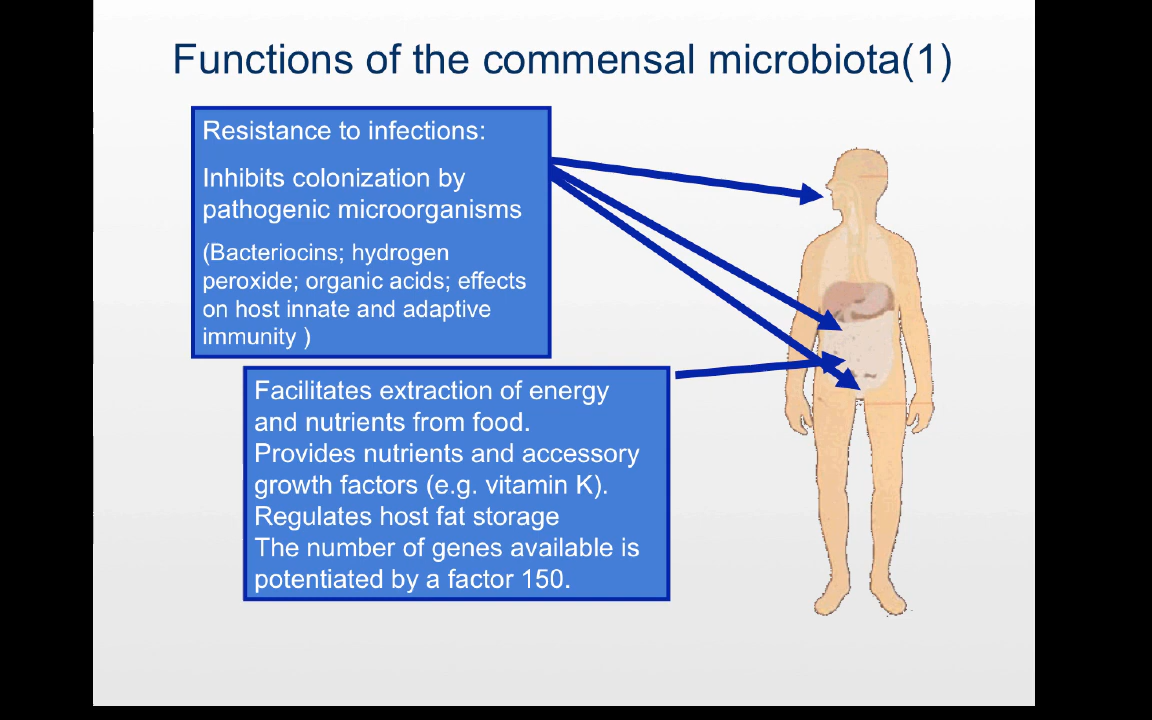 Functions of the commensal microbiota(1)
Resistance to infections:
Inhibits colonization by
pathogenic microorganisms
(Bacteriocins; hydrogen
peroxide; organic acids; effects
on host innate and adaptive
immunity )
Facilitates extraction of energy
and nutrients from food.
Provides nutrients and accessory
growth factors (e.g. vitamin K).
Regulates host fat storage
The number of genes available is
potentiated by a factor 150.